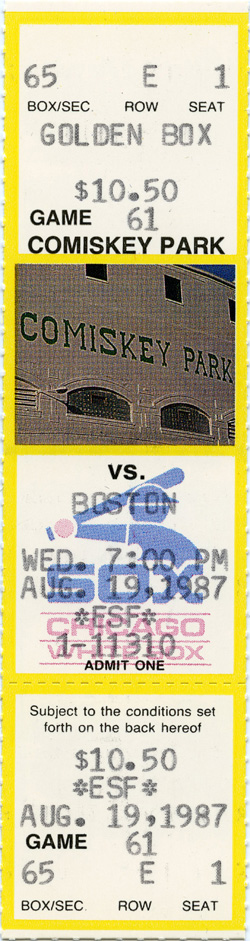 65 E 1
BOX/SEC. ROW SEAT
GOLDEN BOX
$10.50
GAME 61
COMISKEY PARK
COMISKEY PARK
VS.
BOSTON
WED. 7:00 PM
SOX
AUG. 19,1987
*ESF*
CHICAGO
1 11310
WHITE SOX
ADMIT ONE
Subject to the conditions set
forth on the back hereof
$10.50
*ESF*
AUG. 19,1987
GAME 61
65 E 1
BOX/SEC. ROW SEAT